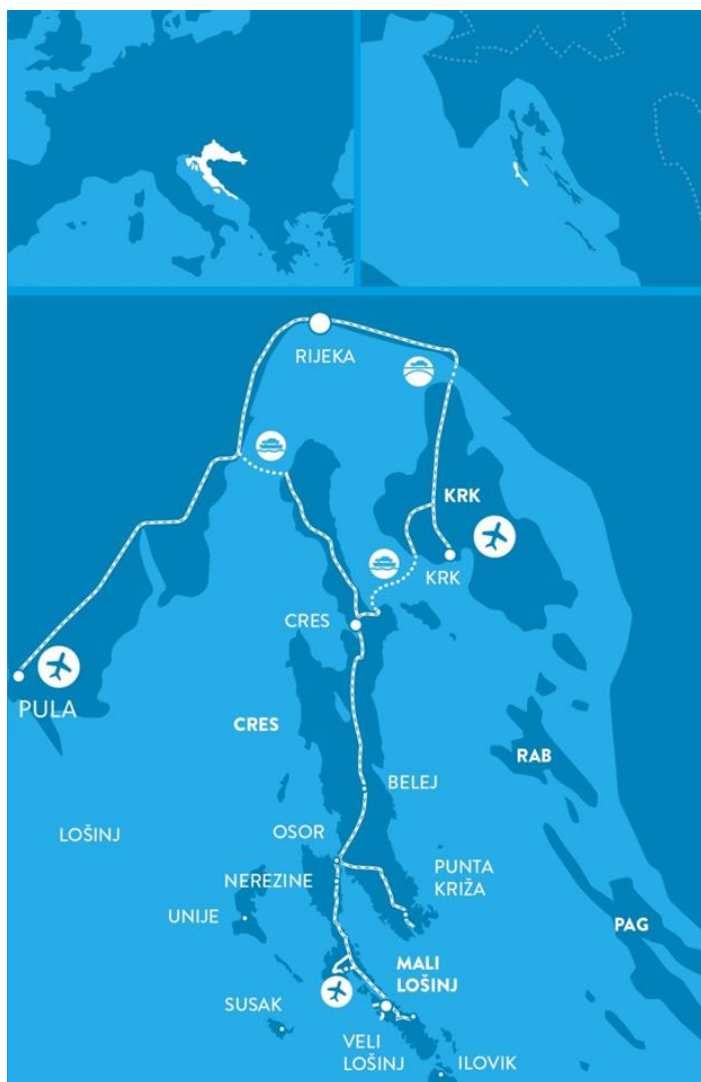 RIJEKA
KRK
KRK
CRES
PULA
CRES
RAB
BELEJ
LOŠINJ
OSOR
PUNTA
KRIŽA
NEREZINE
UNIJE
PAG
MALI
LOŠINJ
SUSAK
VELI
LOŠINJ
ILOVIK